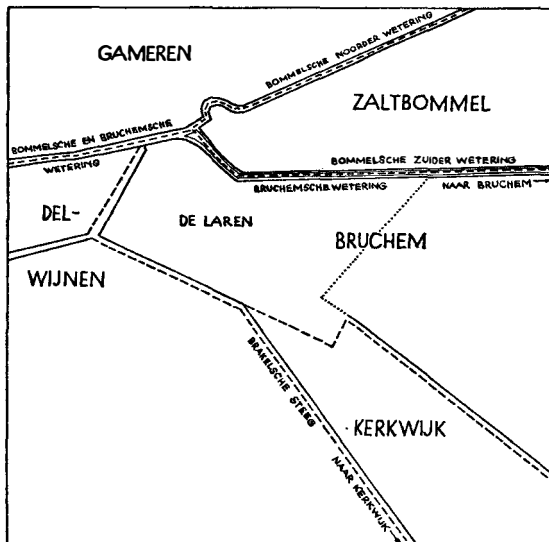 GAMEREN
BOMMELSCHE NOORDER WETERING
ZALTBOMMEL
BOMMELSCHE EN BRUCHEMSCHE
WETERING
BOMMELSCHE ZUIDER WETERING
BRUCHEMSCHE WETERING
NAAR BRUCHEM
DEL-
DE LAREN
BRUCHEM
WIJNEN
BRAKELSCHE STEEG
KERKWIJK
NAAR KERKWIJK